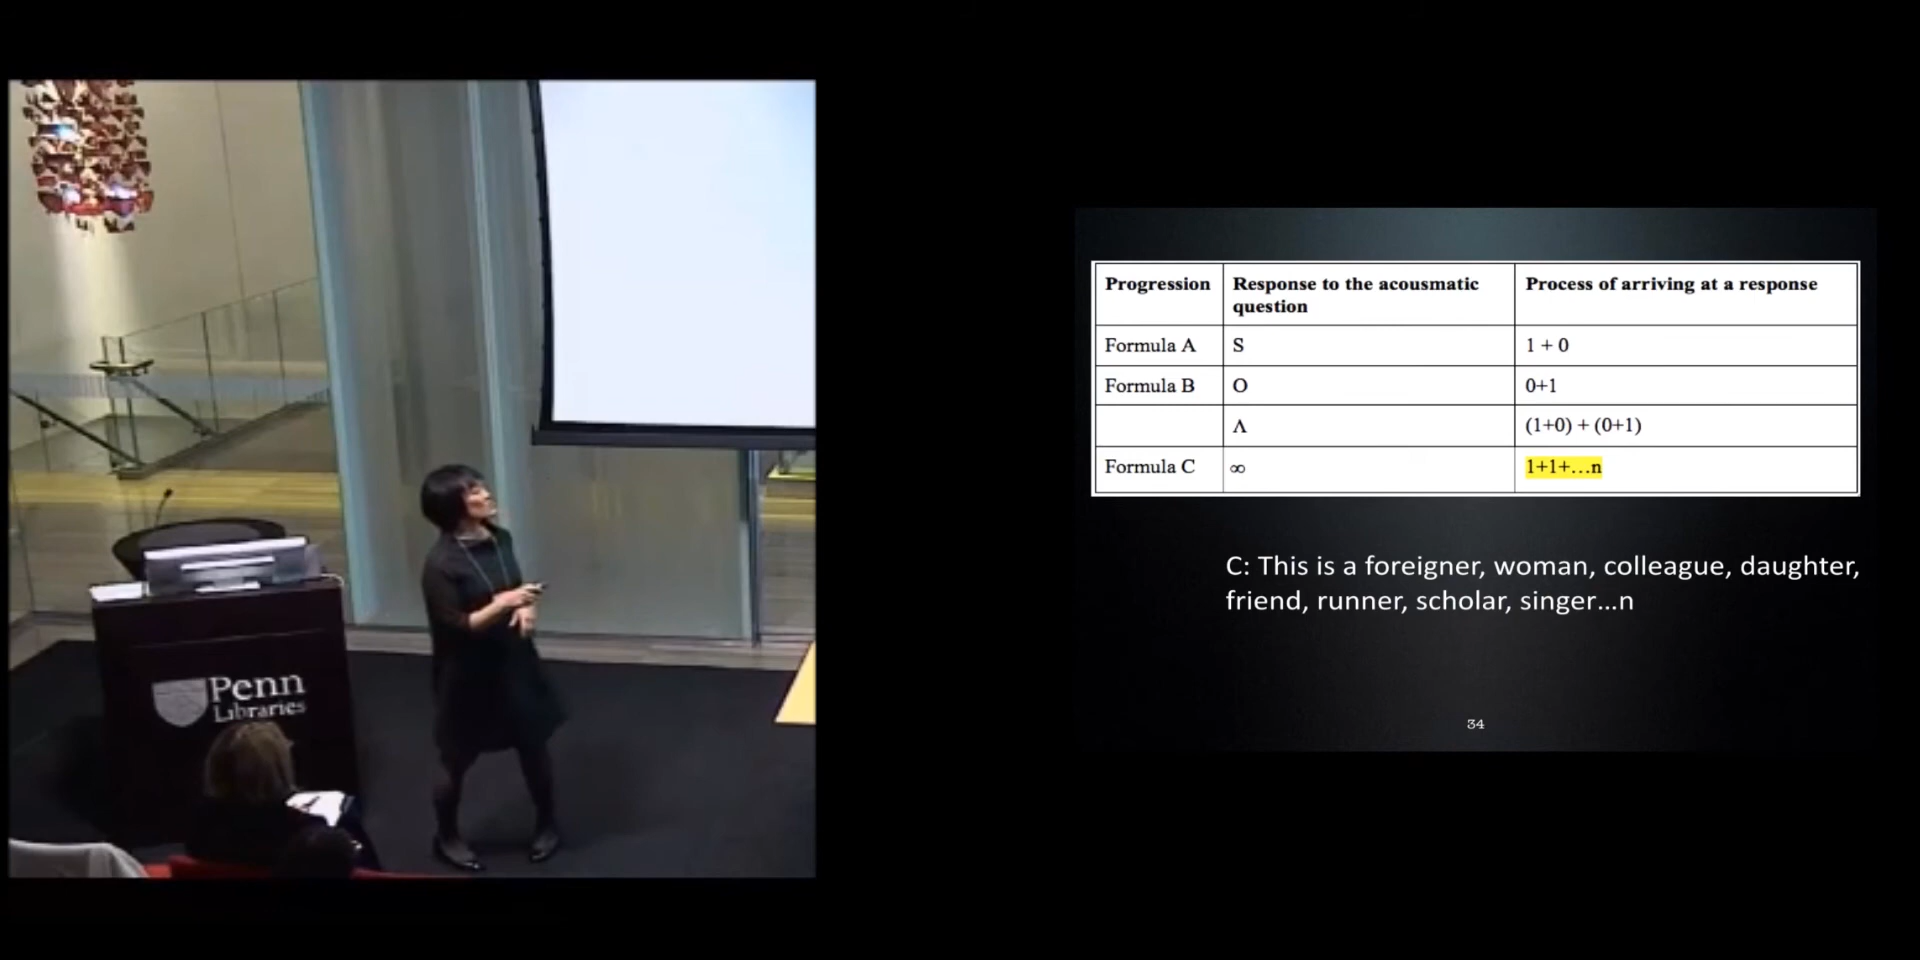 Penn
Libraries
Progression
Response to the acousmatic
question
Process of arriving at a response
Formula A
S
1 + 0
Formula B
O
0+1
Λ
(1+0) + (0+1)
Formula C
∞
1+1+…n
C: This is a foreigner, woman, colleague, daughter,
friend, runner, scholar, singer…n
34